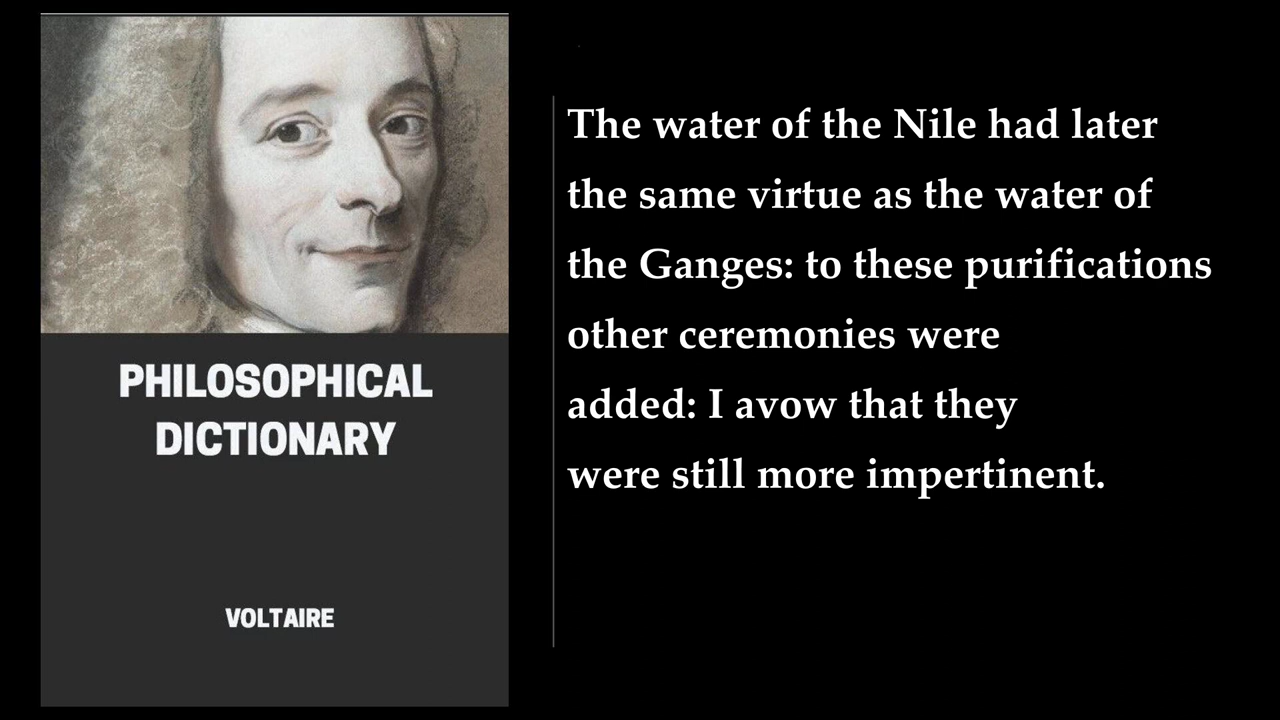 PHILOSOPHICAL
DICTIONARY
VOLTAIRE
The water of the Nile had later
the same virtue as the water of
the Ganges: to these purifications
other ceremonies were
added: I avow that they
were still more impertinent.